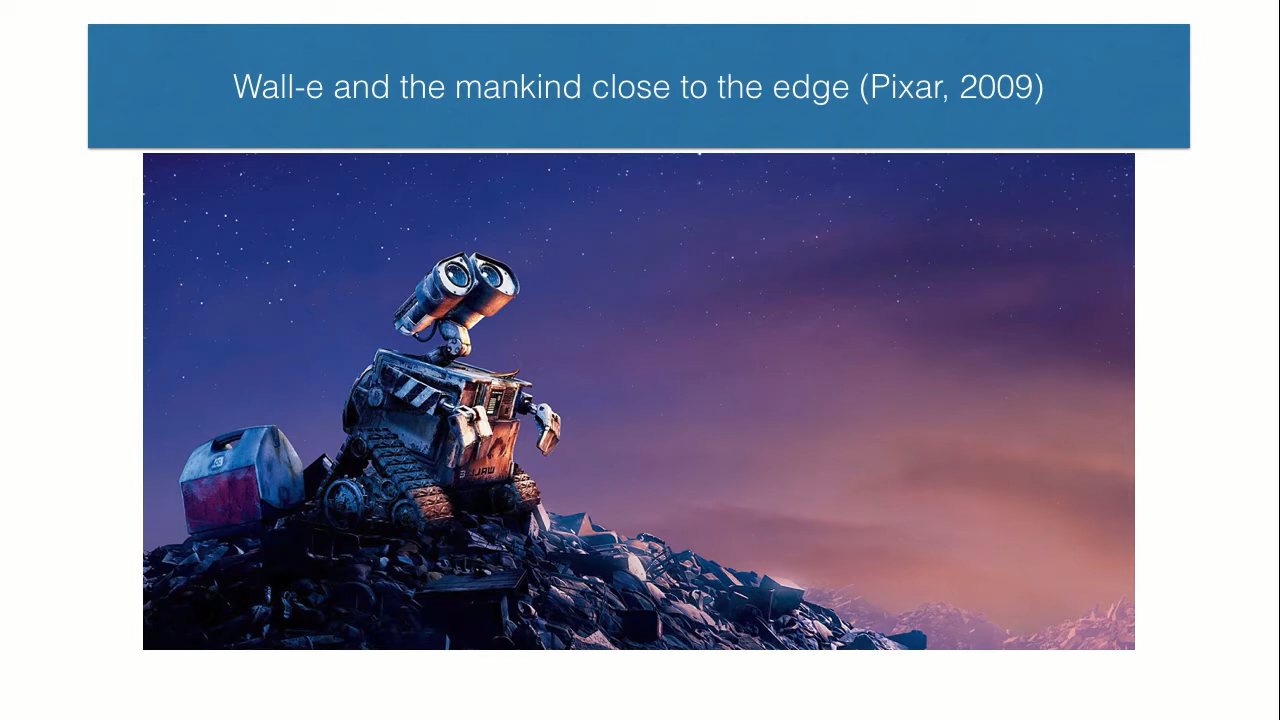 Wall-e and the mankind close to the edge (Pixar, 2009)